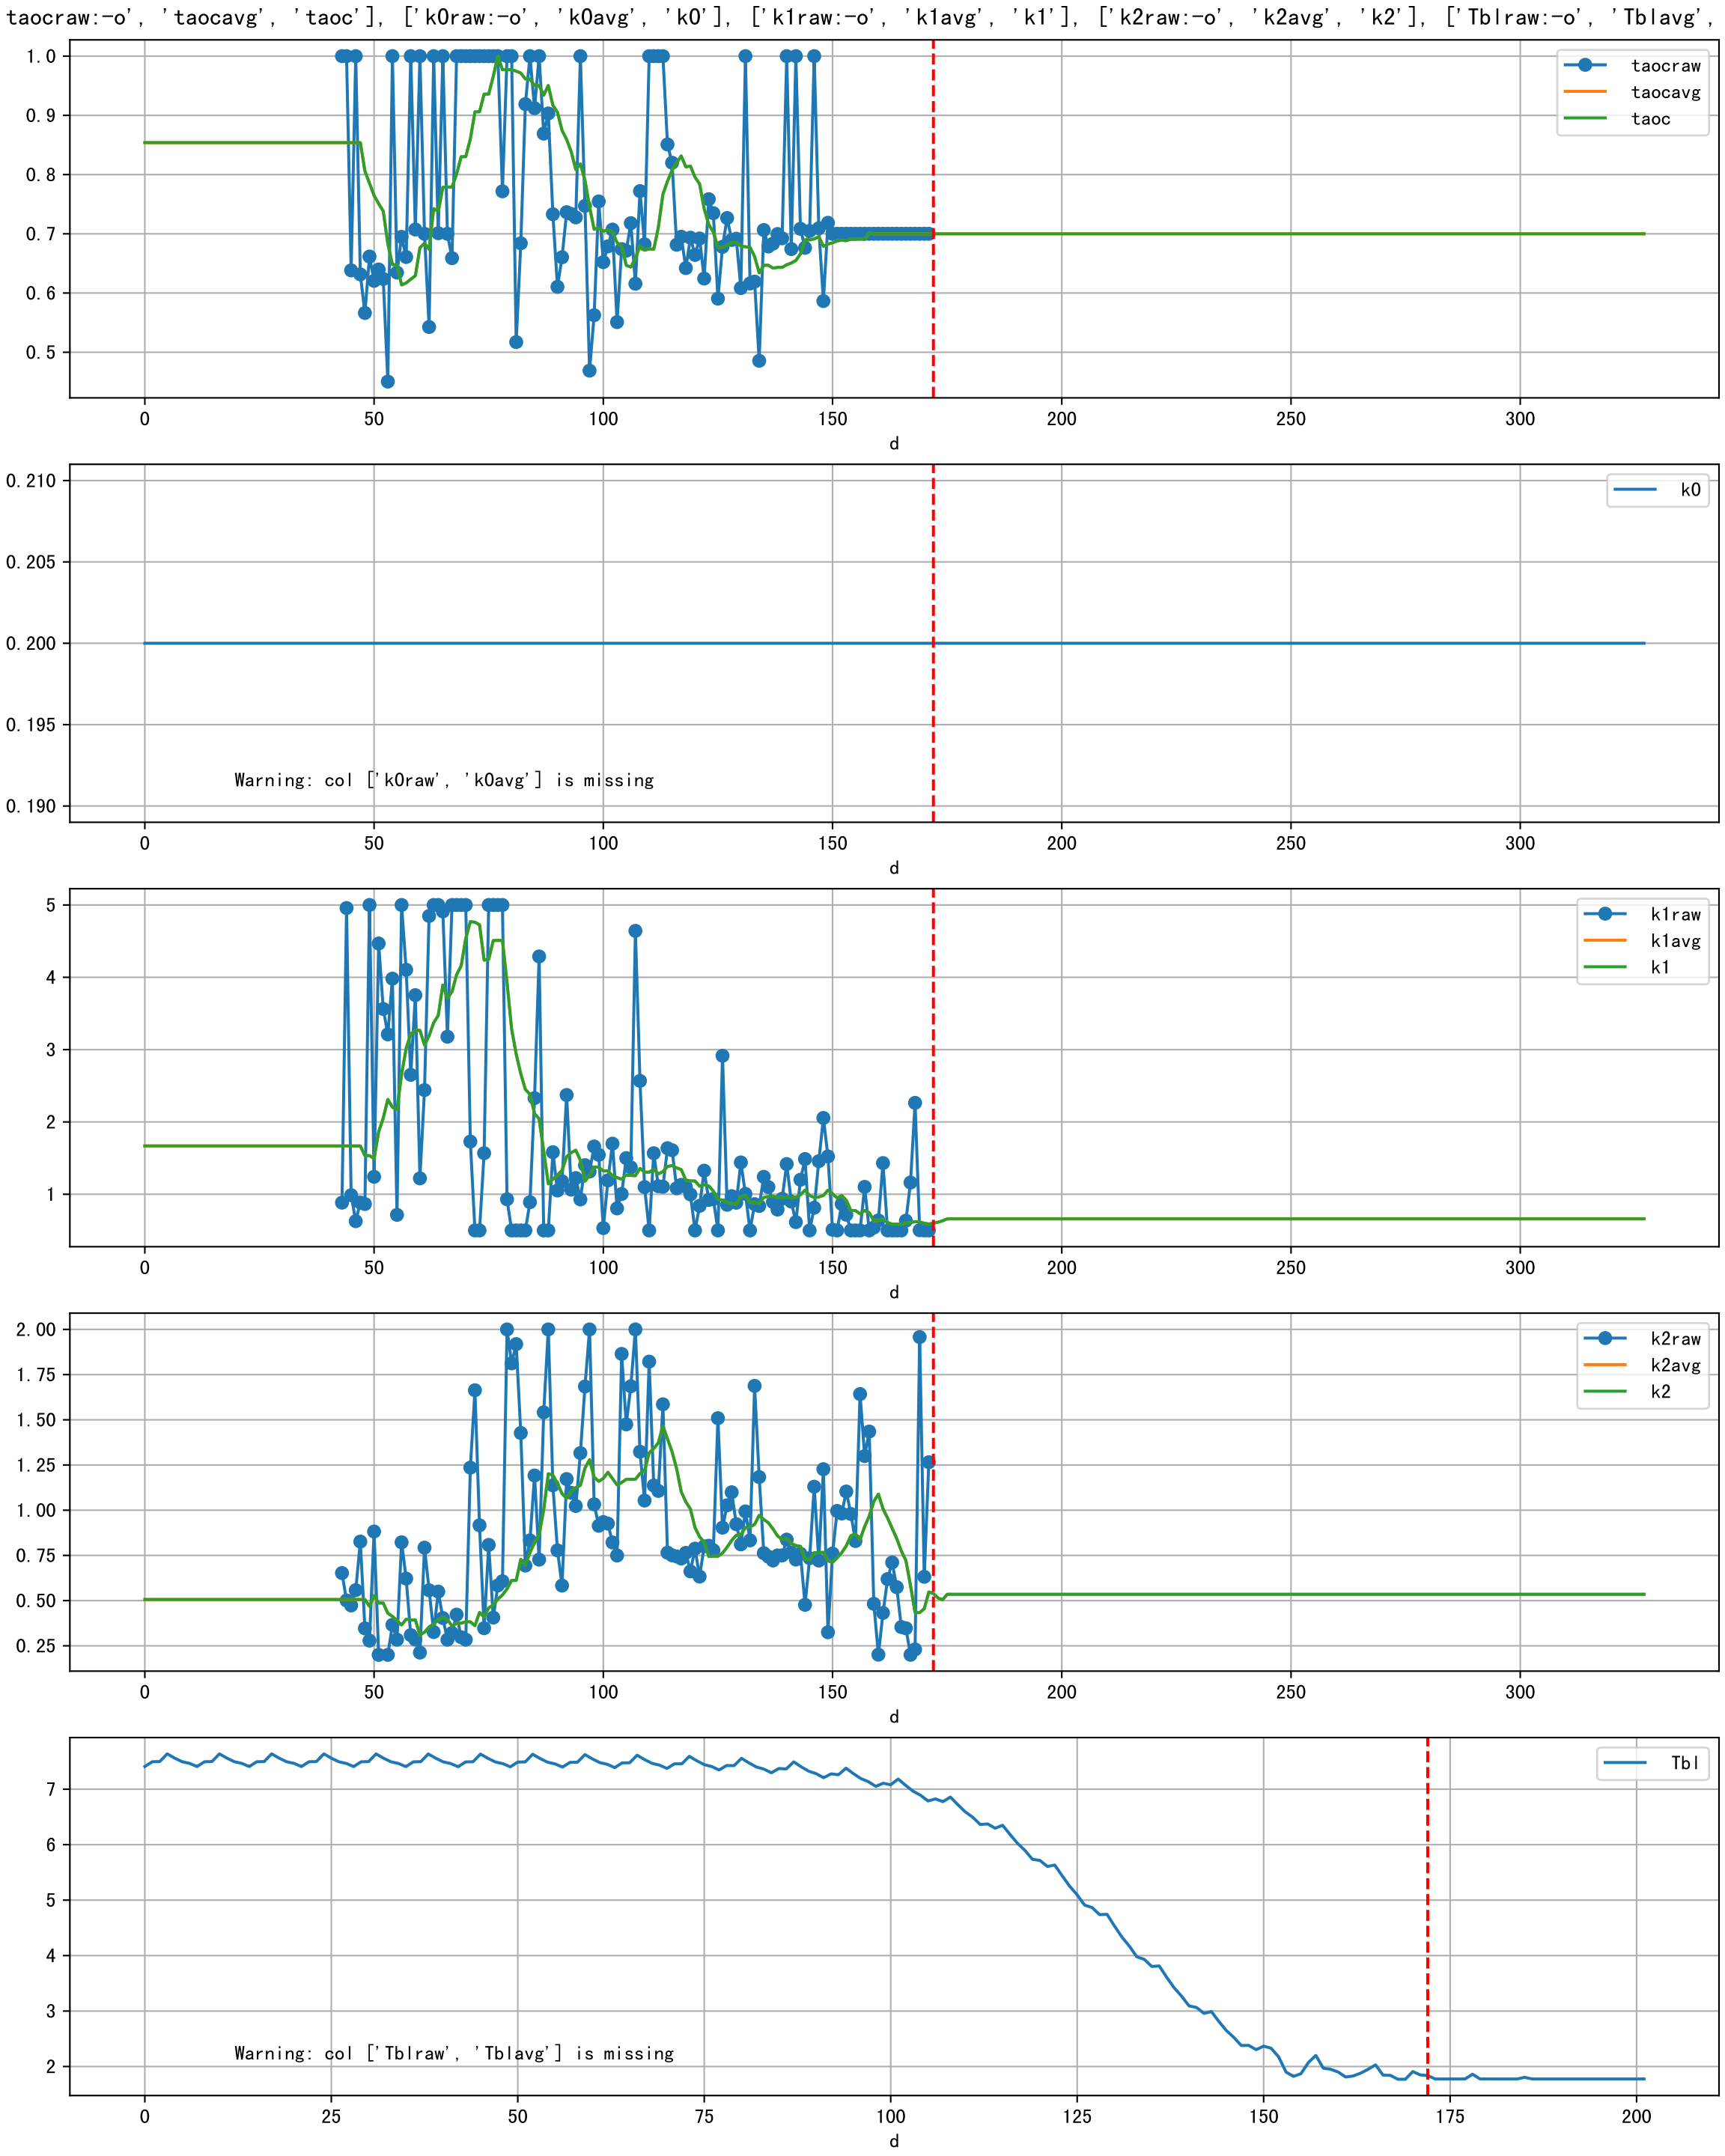 taocraw:-o', 'taocavg', 'taoc'], ['k0raw:-o', 'k0avg', 'k0'], ['k1raw:-o', 'k1avg', 'k1'], ['k2raw:-o', 'k2avg', 'k2'], ['Tblraw:-o', 'Tblavg',
1.0
0.9
0.8
0.7
0.6
0.5
taocraw
taocavg
taoc
0 50 100 150 200 250 300
d
0.210
0.205
0.200
0.195
0.190
k0
Warning: col ['k0raw', 'k0avg'] is missing
0 50 100 150 200 250 300
d
5
4
3
2
1
k1raw
k1avg
k1
0 50 100 150 200 250 300
d
2.00
1.75
1.50
1.25
1.00
0.75
0.50
0.25
k2raw
k2avg
k2
0 50 100 150 200 250 300
d
7
6
5
4
3
2
Tbl
Warning: col ['Tblraw', 'Tblavg'] is missing
0 25 50 75 100 125 150 175 200
d